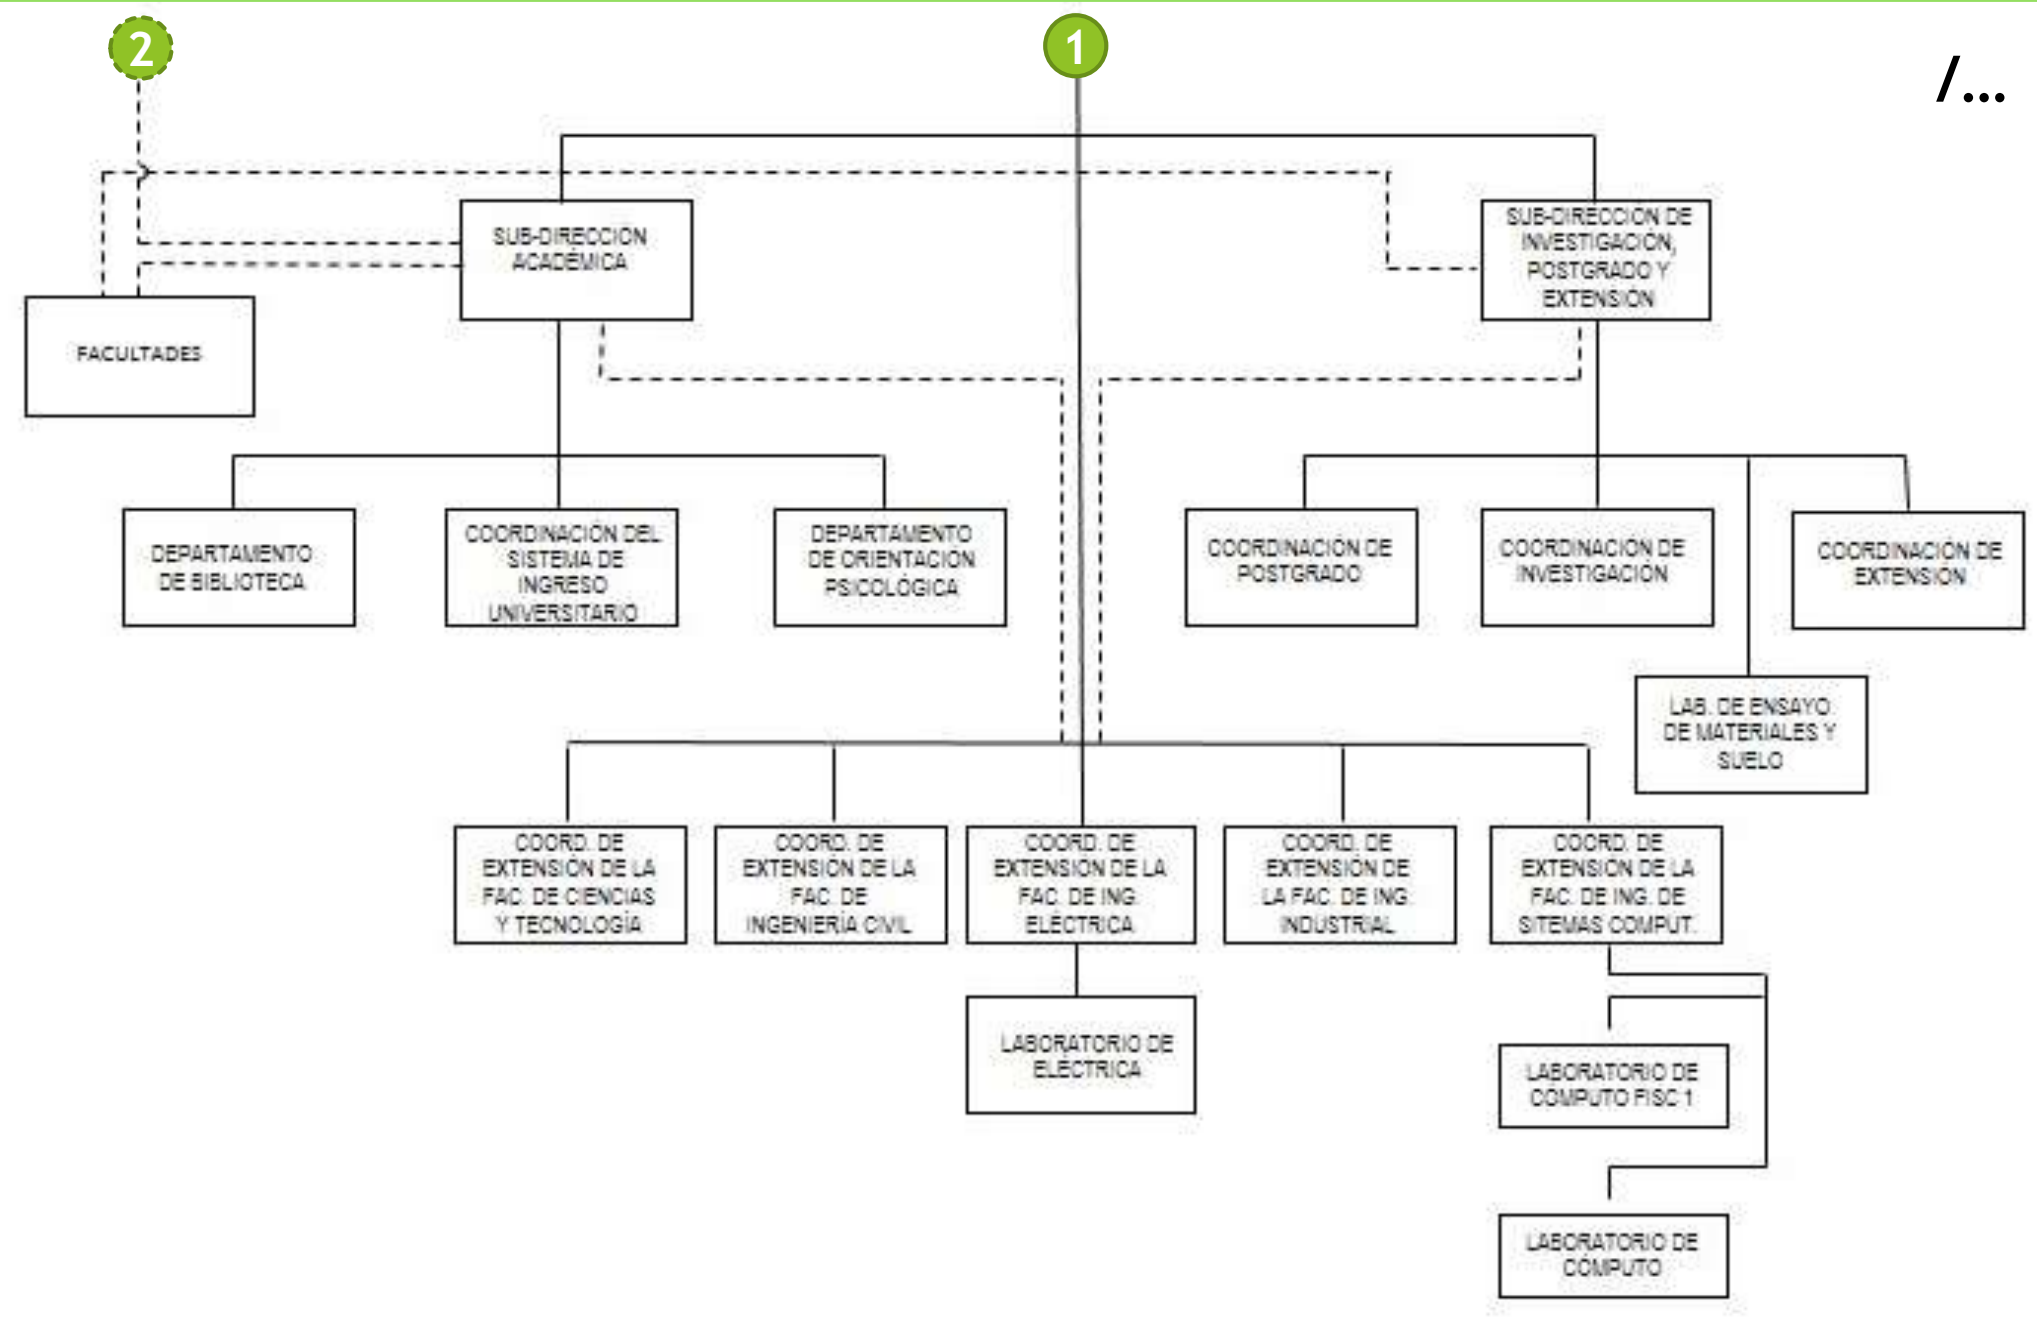 2
1
/...
SUB-DIRECCIÓN
ACADÉMICA
SUB-DIRECCIÓN DE
INVESTIGACIÓN,
POSTGRADO Y
EXTENSIÓN
FACULTADES
DEPARTAMENTO
DE BIBLIOTECA
COORDINACIÓN DEL
SISTEMA DE
INGRESO
UNIVERSITARIO
DEPARTAMENTO
DE ORIENTACIÓN
PSICOLÓGICA
COORDINACIÓN DE
POSTGRADO
COORDINACIÓN DE
INVESTIGACIÓN
COORDINACIÓN DE
EXTENSIÓN
LAB. DE ENSAYO
DE MATERIALES Y
SUELO
COORD. DE
EXTENSIÓN DE LA
FAC. DE CIENCIAS
Y TECNOLOGÍA
COORD. DE
EXTENSIÓN DE LA
FAC. DE
INGENIERÍA CIVIL
COORD. DE
EXTENSIÓN DE LA
FAC. DE ING.
ELÉCTRICA
COORD. DE
EXTENSIÓN DE
LA FAC. DE ING.
INDUSTRIAL
COORD. DE
EXTENSIÓN DE LA
FAC. DE ING. DE
SITEMAS COMPUT.
LABORATORIO DE
ELÉCTRICA
LABORATORIO DE
CÓMPUTO FISC 1
LABORATORIO DE
CÓMPUTO